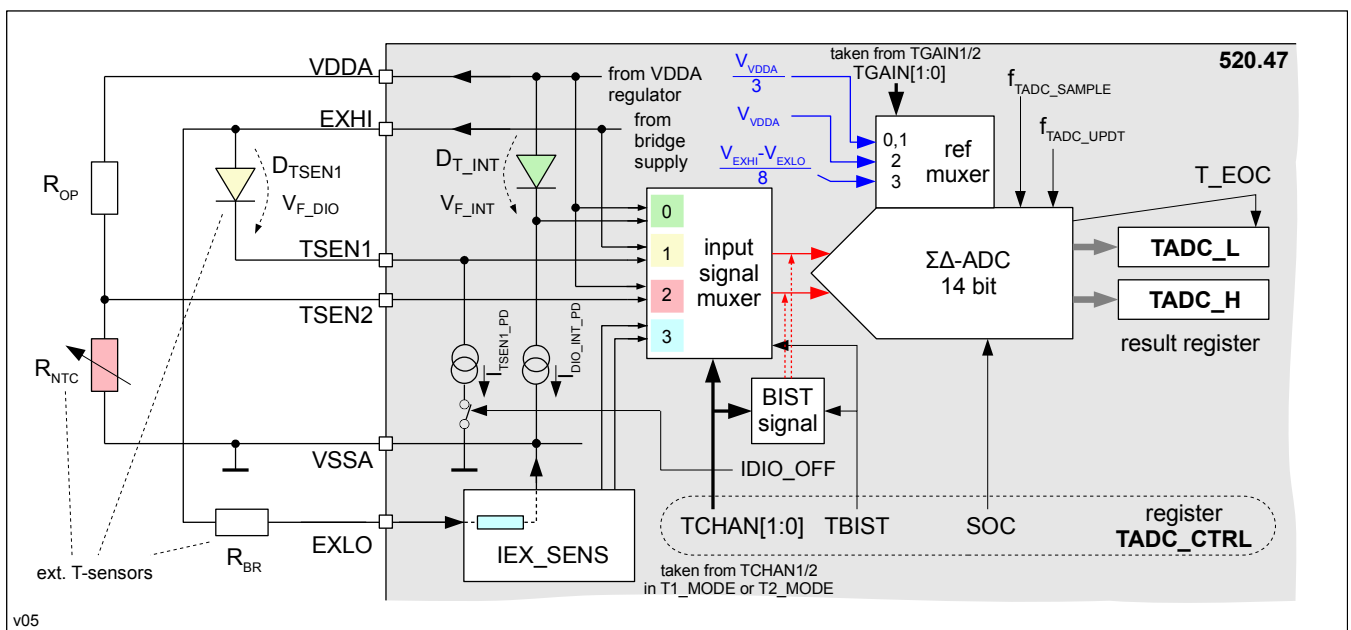 520.47
VDDA
from VDDA
regulator
EXHI
from
bridge
supply
taken from TGAIN1/2
TGAIN[1:0]
V_VDDA
3
V_VDDA
V_EXHI-V_EXLO
8
0,1
2
3
ref
muxer
f_TADC_SAMPLE
f_TADC_UPDT
T_EOC
R_OP
D_TSEN1
V_F_DIO
D_T_INT
V_F_INT
0
1
2
3
input
signal
muxer
ΣΔ-ADC
14 bit
TADC_L
TADC_H
result register
TSEN1
TSEN2
R_NTC
I_TSEN1_PD
I_DIO_INT_PD
BIST
signal
VSSA
IDIO_OFF
EXLO
R_BR
IEX_SENS
ext. T-sensors
TCHAN[1:0]
TBIST
SOC
register
TADC_CTRL
taken from TCHAN1/2
in T1_MODE or T2_MODE
v05